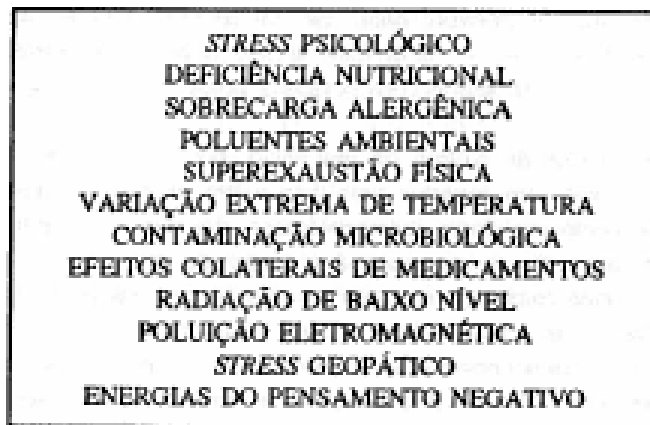 STRESS PSICOLÓGICO
DEFICIÊNCIA NUTRICIONAL
SOBRECARGA ALERGÊNICA
POLUENTES AMBIENTAIS
SUPEREXAUSTÃO FÍSICA
VARIAÇÃO EXTREMA DE TEMPERATURA
CONTAMINAÇÃO MICROBIOLÓGICA
EFEITOS COLATERAIS DE MEDICAMENTOS
RADIAÇÃO DE BAIXO NÍVEL
POLUIÇÃO ELETROMAGNÉTICA
STRESS GEOPÁTICO
ENERGIAS DO PENSAMENTO NEGATIVO